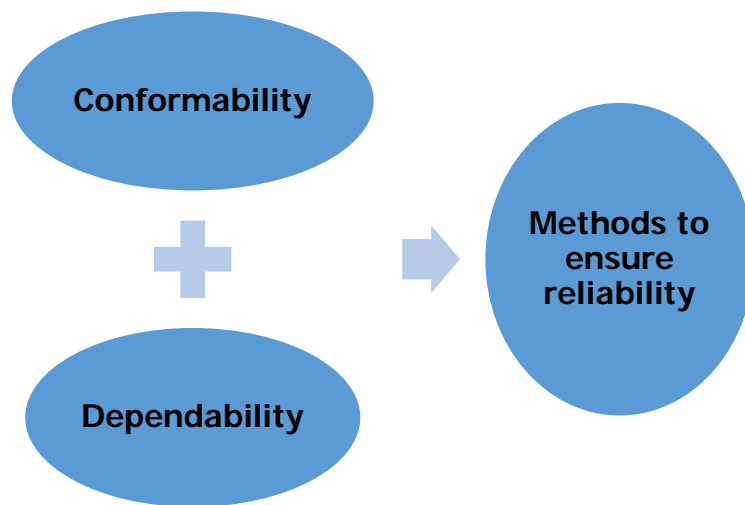 Conformability
Methods to
ensure
reliability
Dependability